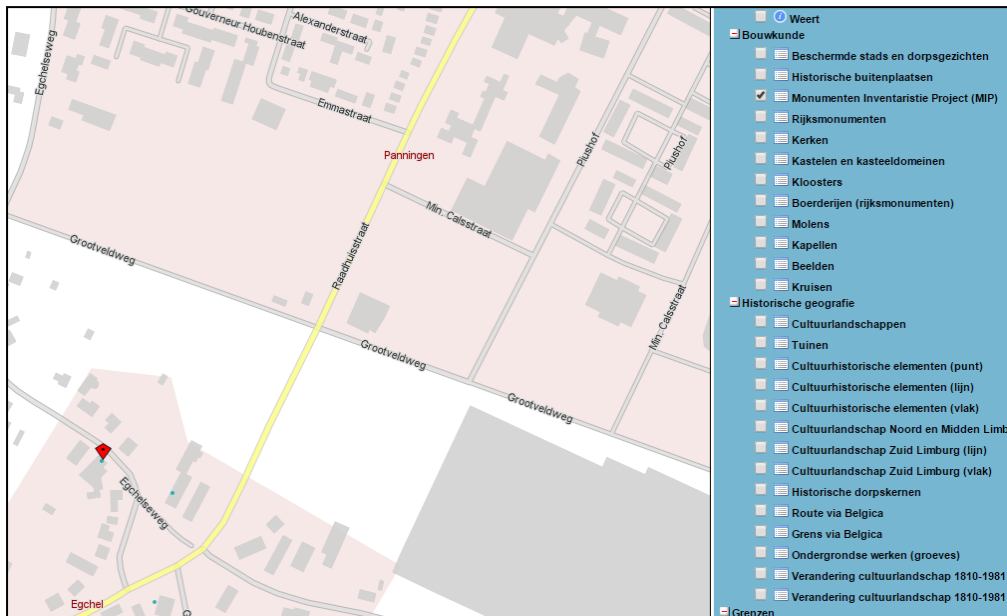 Gouverneur Houbenstraat
Alexanderstraat
Egchelseweg
Emmastraat
Panningen
Piushof
Piushof
Min. Calsstraat
Raadhuisstraat
Grootveldweg
Grootveldweg
Min. Calsstraat
Grootveldweg
Egchelseweg
Egchel
Weert
Bouwkunde
Beschermde stads en dorpsgezichten
Historische buitenplaatsen
Monumenten Inventaristie Project (MIP)
Rijksmonumenten
Kerken
Kastelen en kasteeldomeinen
Kloosters
Boerderijen (rijksmonumenten)
Molens
Kapellen
Beelden
Kruisen
Historische geografie
Cultuurlandschappen
Tuinen
Cultuurhistorische elementen (punt)
Cultuurhistorische elementen (lijn)
Cultuurhistorische elementen (vlak)
Cultuurlandschap Noord en Midden Limb
Cultuurlandschap Zuid Limburg (lijn)
Cultuurlandschap Zuid Limburg (vlak)
Historische dorpskernen
Route via Belgica
Grens via Belgica
Ondergrondse werken (groeves)
Verandering cultuurlandschap 1810-1981
Verandering cultuurlandschap 1810-1981
Grenzen